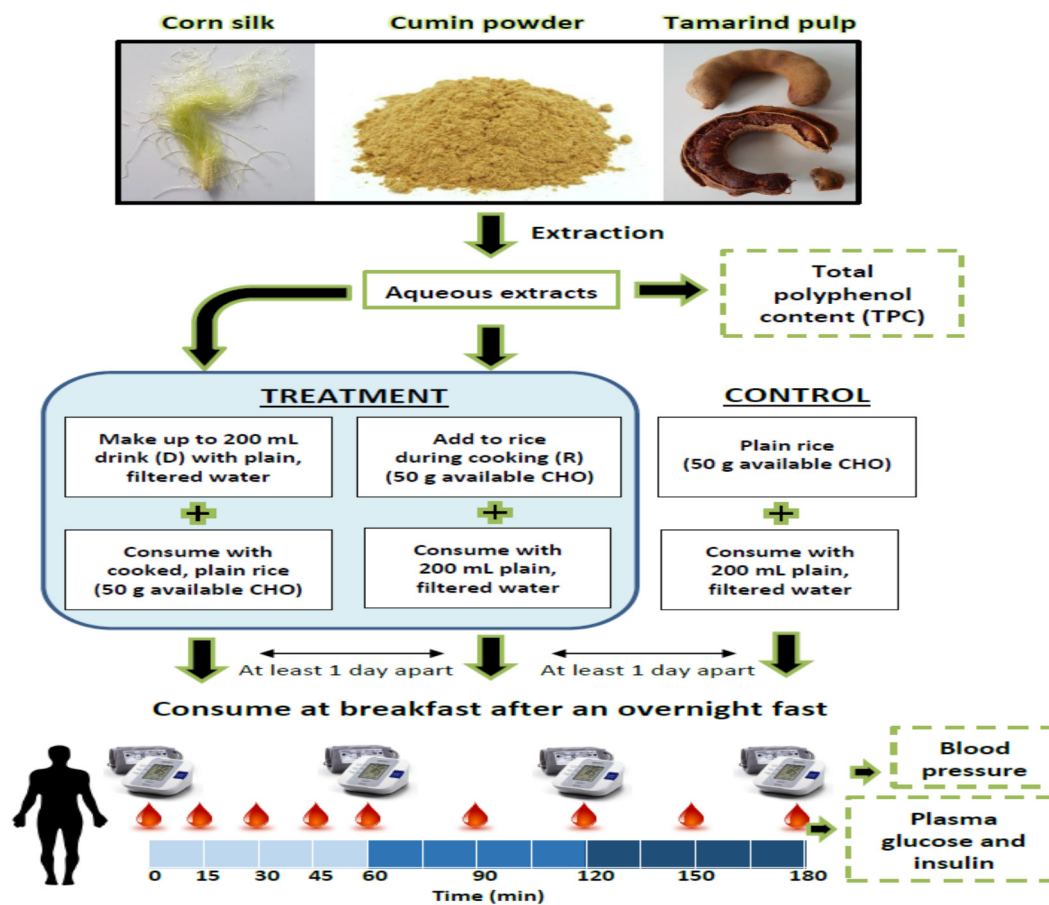 Corn silk
Cumin powder
Tamarind pulp
Extraction
Aqueous extracts
Total
polyphenol
content (TPC)
TREATMENT
Make up to 200 mL
drink (D) with plain,
filtered water
+
Consume with
cooked, plain rice
(50 g available CHO)
Add to rice
during cooking (R)
(50 g available CHO)
+
Consume with
200 mL plain,
filtered water
CONTROL
Plain rice
(50 g available CHO)
+
Consume with
200 mL plain,
filtered water
At least 1 day apart
At least 1 day apart
Consume at breakfast after an overnight fast
Blood
pressure
Plasma
glucose and
insulin
0 15 30 45 60 90 120 150 180
Time (min)